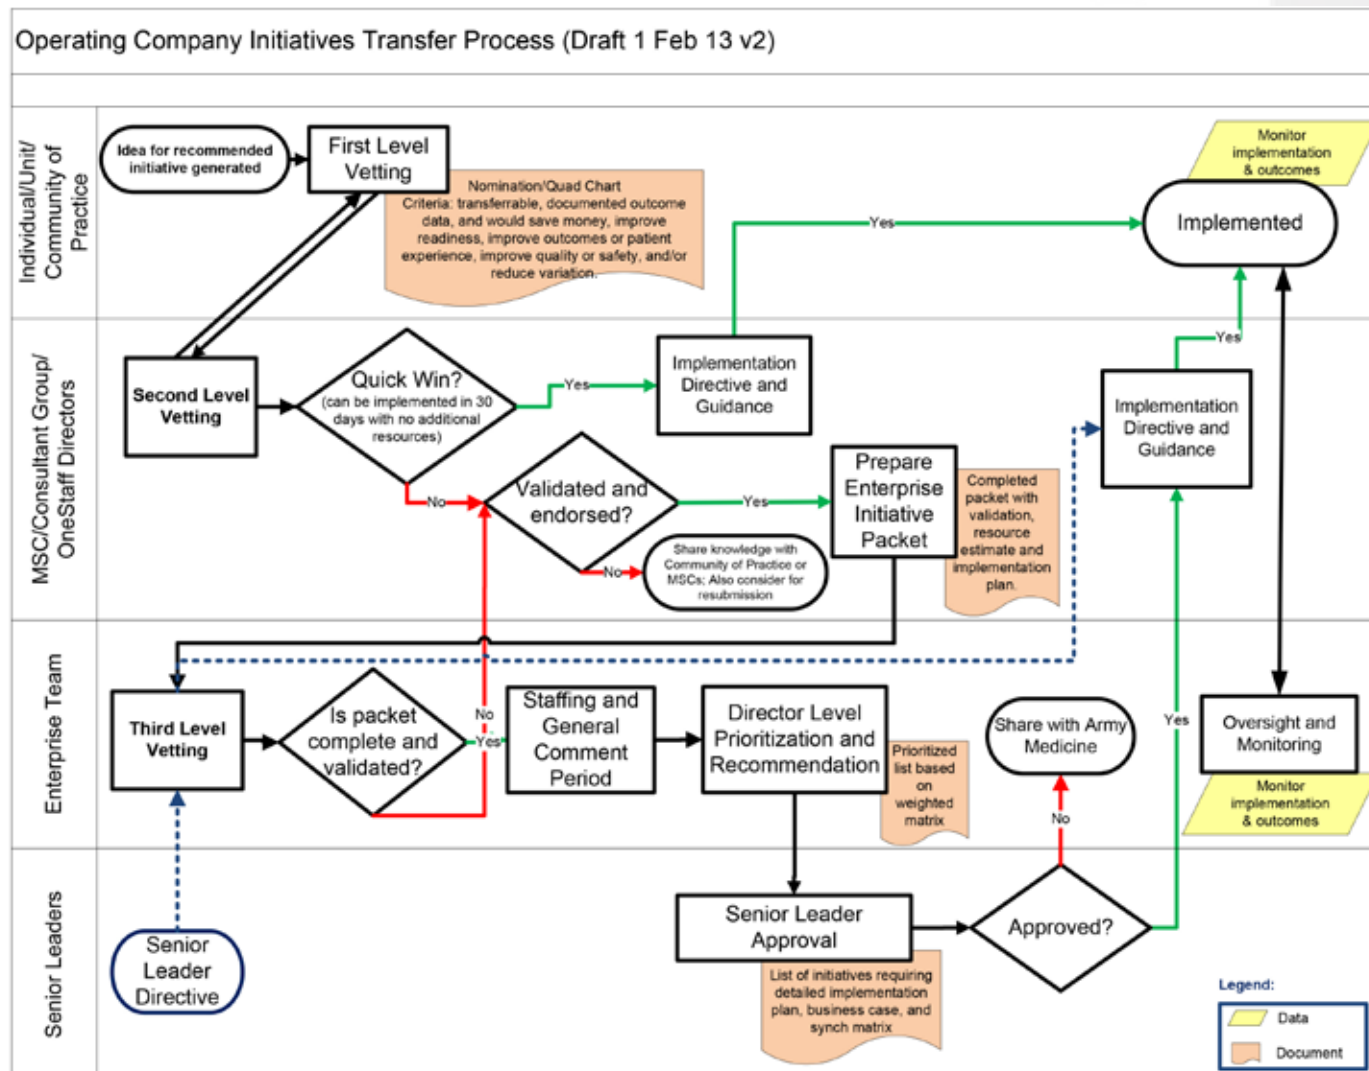 Operating Company Initiatives Transfer Process (Draft 1 Feb 13 v2)
Individual/Unit/
Community of
Practice
Idea for recommended
initiative generated
First Level
Vetting
Nomination/Quad Chart
Criteria: transferrable, documented outcome
data, and would save money, improve
readiness, improve outcomes or patient
experience, improve quality or safety, and/or
reduce variation.
Yes
Monitor
implementation
& outcomes
Implemented
MSC/Consultant Group/
OneStaff Directors
Second Level
Vetting
Quick Win?
(can be implemented in 30
days with no additional
resources)
Yes
No
Implementation
Directive and
Guidance
Validated and
endorsed?
Yes
No
Share knowledge with
Community of Practice or
MSCs; Also consider for
resubmission
Prepare
Enterprise
Initiative
Packet
Completed
packet with
validation,
resource
estimate and
implementation
plan.
Implementation
Directive and
Guidance
Yes
Enterprise Team
Third Level
Vetting
Is packet
complete and
validated?
No
Yes
Staffing and
General
Comment
Period
Director Level
Prioritization and
Recommendation
Prioritized
list based
on
weighted
matrix
Share with Army
Medicine
No
Yes
Oversight and
Monitoring
Monitor
implementation
& outcomes
Senior Leaders
Senior
Leader
Directive
Senior Leader
Approval
List of initiatives requiring
detailed implementation
plan, business case, and
synch matrix
Approved?
Legend:
Data
Document